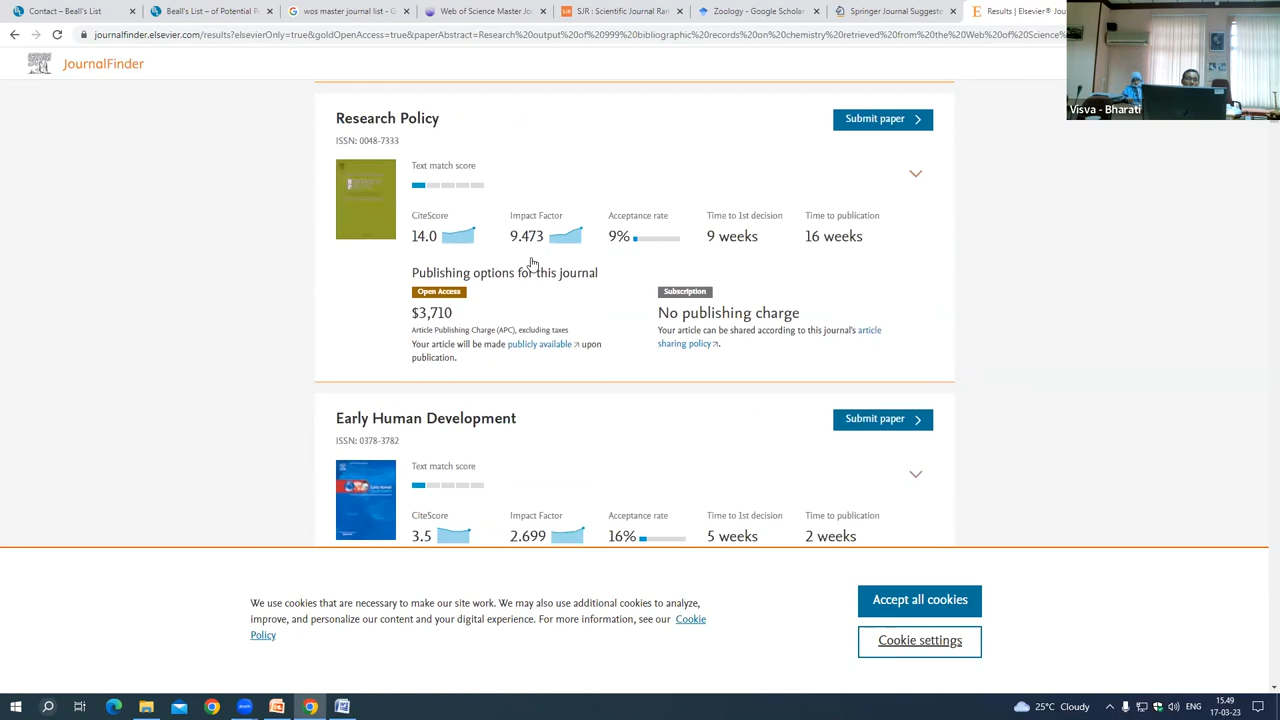 Contact – Beall's List
Beall's List – of Potential F
wos master journal list - G
Web of Science Master Jo
SJR : Scientific Journal Ran
Zoology - Google Scholar
Springer Journal Suggeste
Results | Elsevier® Jou
journalfinder.elsevier.com/results?elsevierOnly=true&goldOpenAccess=true&paperAbstract=Research%20output%20of%20999%20bibliographic%20records%20on%20chemistry%20retrieved%20from%20the%20Web%20of%20Science%
JournalFinder
Visva - Bharati
Research Policy
Submit paper
ISSN: 0048-7333
Text match score
CiteScore Impact Factor Acceptance rate Time to 1st decision Time to publication
14.0 9.473 9% 9 weeks 16 weeks
Publishing options for this journal
Open Access Subscription
$3,710 No publishing charge
Article Publishing Charge (APC), excluding taxes Your article can be shared according to this journal's article
Your article will be made publicly available upon sharing policy.
publication.
Early Human Development
Submit paper
ISSN: 0378-3782
Text match score
CiteScore Impact Factor Acceptance rate Time to 1st decision Time to publication
3.5 2.699 16% 5 weeks 2 weeks
We use cookies that are necessary to make our site work. We may also use additional cookies to analyze,
improve, and personalize our content and your digital experience. For more information, see our Cookie
Policy
Accept all cookies
Cookie settings
25°C Cloudy ENG 15.49
17-03-23